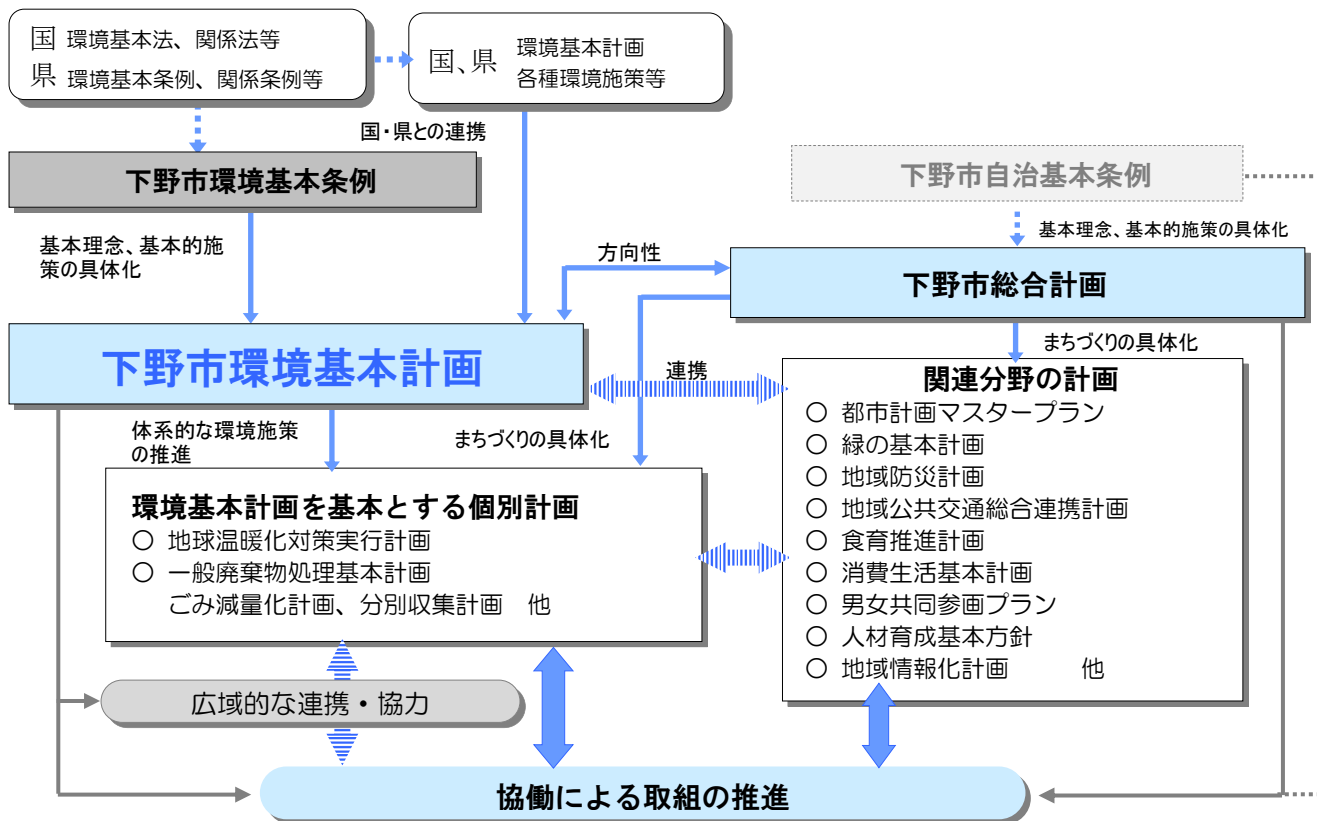 国 環境基本法、関係法等
県 環境基本条例、関係条例等
国、県 環境基本計画
各種環境施策等
国・県との連携
下野市環境基本条例
下野市自治基本条例
基本理念、基本的施
策の具体化
基本理念、基本的施策の具体化
方向性
下野市総合計画
下野市環境基本計画
まちづくりの具体化
連携
関連分野の計画
○ 都市計画マスタープラン
○ 緑の基本計画
○ 地域防災計画
○ 地域公共交通総合連携計画
○ 食育推進計画
○ 消費生活基本計画
○ 男女共同参画プラン
○ 人材育成基本方針
○ 地域情報化計画 他
体系的な環境施策
の推進
まちづくりの具体化
環境基本計画を基本とする個別計画
○ 地球温暖化対策実行計画
○ 一般廃棄物処理基本計画
ごみ減量化計画、分別収集計画 他
広域的な連携・協力
協働による取組の推進